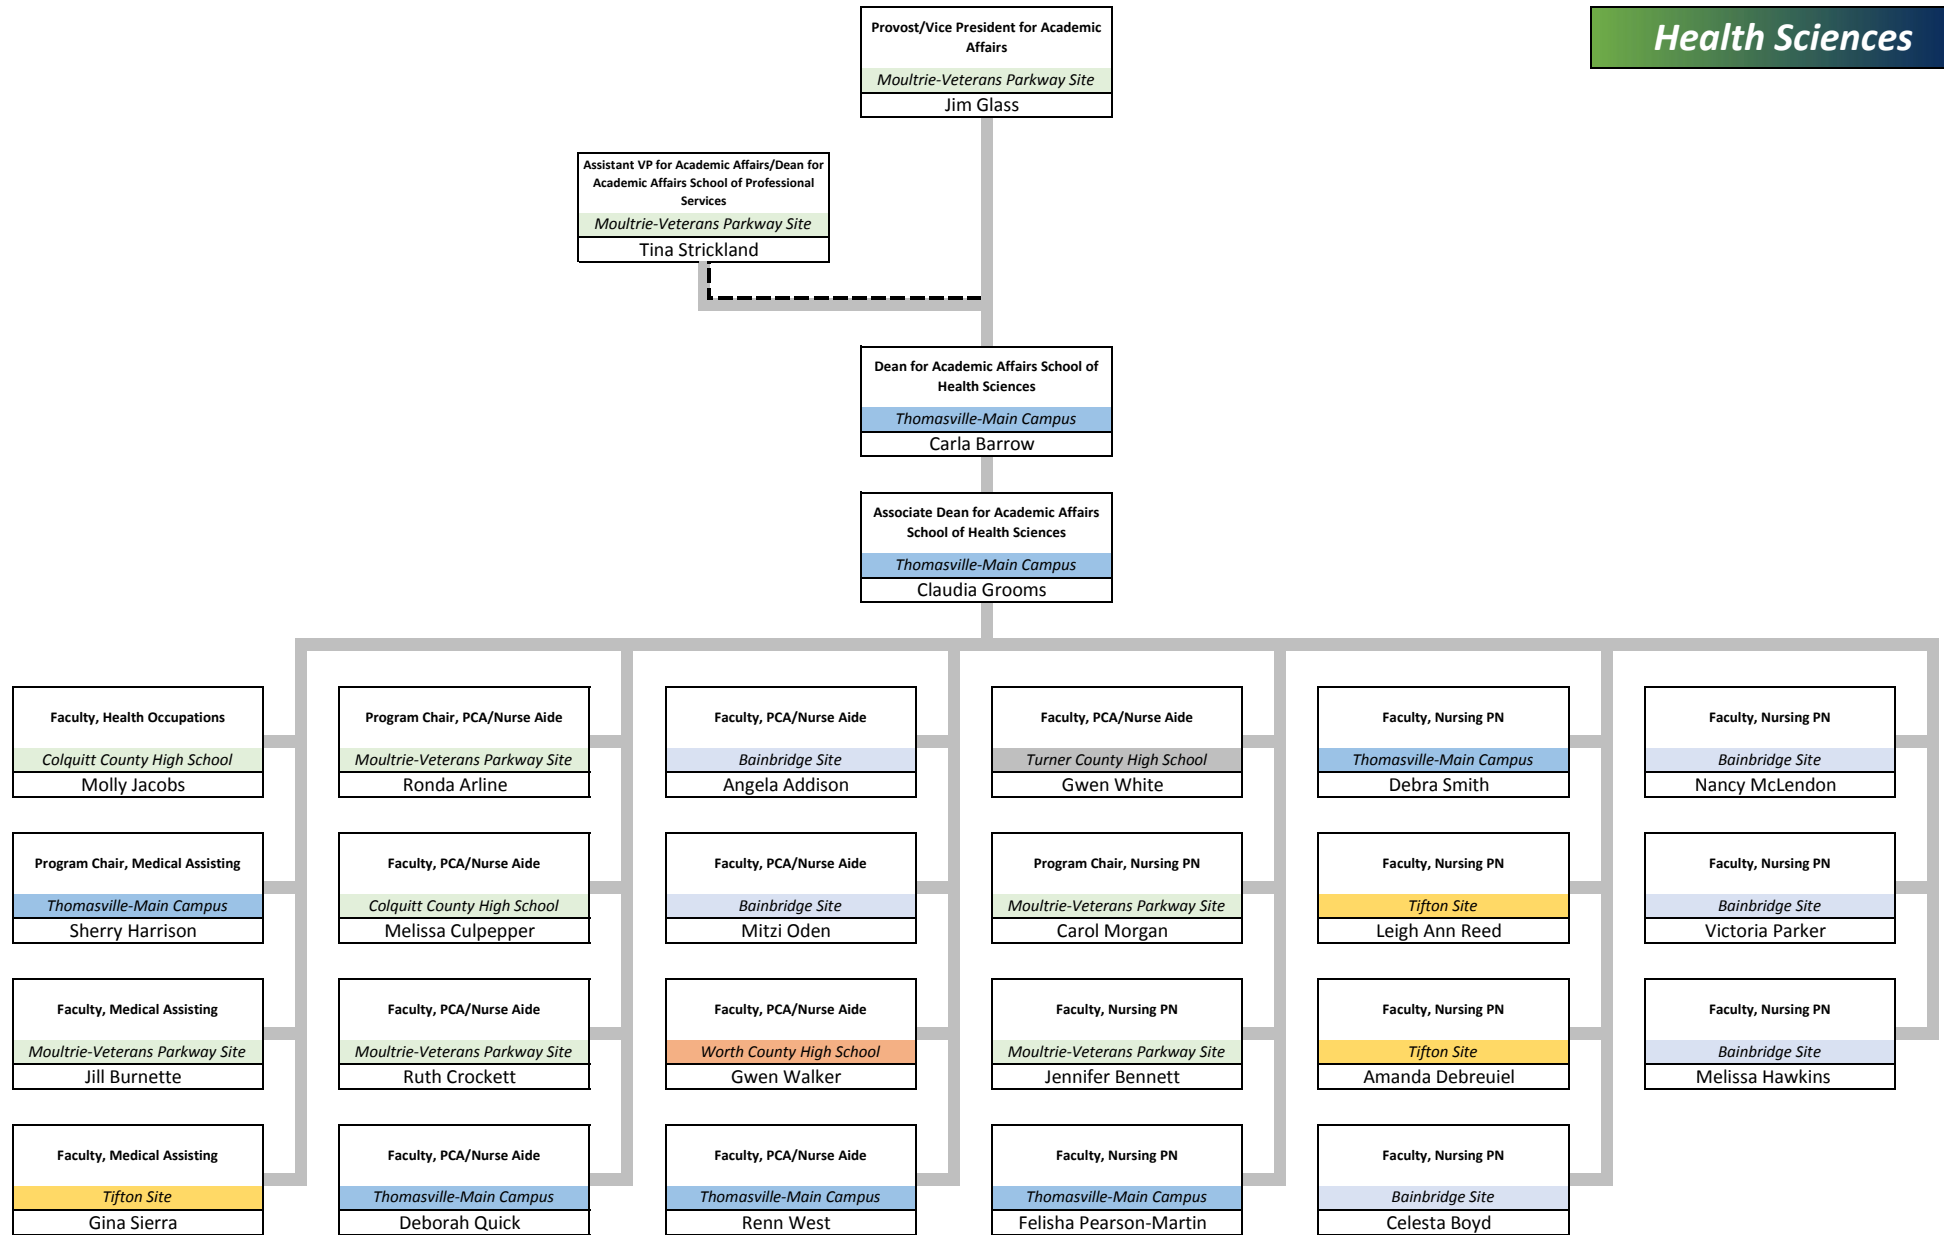 Health Sciences
Provost/Vice President for Academic
Affairs
Moultrie-Veterans Parkway Site
Jim Glass
Assistant VP for Academic Affairs/Dean for
Academic Affairs School of Professional
Services
Moultrie-Veterans Parkway Site
Tina Strickland
Dean for Academic Affairs School of
Health Sciences
Thomasville-Main Campus
Carla Barrow
Associate Dean for Academic Affairs
School of Health Sciences
Thomasville-Main Campus
Claudia Grooms
Faculty, Health Occupations
Colquitt County High School
Molly Jacobs
Program Chair, PCA/Nurse Aide
Moultrie-Veterans Parkway Site
Ronda Arline
Faculty, PCA/Nurse Aide
Bainbridge Site
Angela Addison
Faculty, PCA/Nurse Aide
Turner County High School
Gwen White
Faculty, Nursing PN
Thomasville-Main Campus
Debra Smith
Faculty, Nursing PN
Bainbridge Site
Nancy McLendon
Program Chair, Medical Assisting
Thomasville-Main Campus
Sherry Harrison
Faculty, PCA/Nurse Aide
Colquitt County High School
Melissa Culpepper
Faculty, PCA/Nurse Aide
Bainbridge Site
Mitzi Oden
Program Chair, Nursing PN
Moultrie-Veterans Parkway Site
Carol Morgan
Faculty, Nursing PN
Tifton Site
Leigh Ann Reed
Faculty, Nursing PN
Bainbridge Site
Victoria Parker
Faculty, Medical Assisting
Moultrie-Veterans Parkway Site
Jill Burnette
Faculty, PCA/Nurse Aide
Moultrie-Veterans Parkway Site
Ruth Crockett
Faculty, PCA/Nurse Aide
Worth County High School
Gwen Walker
Faculty, Nursing PN
Moultrie-Veterans Parkway Site
Jennifer Bennett
Faculty, Nursing PN
Tifton Site
Amanda Debreuiel
Faculty, Nursing PN
Bainbridge Site
Melissa Hawkins
Faculty, Medical Assisting
Tifton Site
Gina Sierra
Faculty, PCA/Nurse Aide
Thomasville-Main Campus
Deborah Quick
Faculty, PCA/Nurse Aide
Thomasville-Main Campus
Renn West
Faculty, Nursing PN
Thomasville-Main Campus
Felisha Pearson-Martin
Faculty, Nursing PN
Bainbridge Site
Celesta Boyd